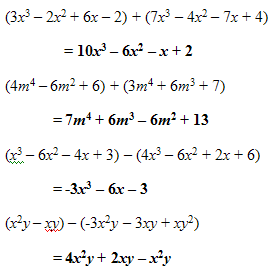 (3x³ – 2x² + 6x – 2) + (7x³ – 4x² – 7x + 4)
= 10x³ – 6x² – x + 2
(4m⁴ – 6m² + 6) + (3m⁴ + 6m³ + 7)
= 7m⁴ + 6m³ – 6m² + 13
(x³ – 6x² – 4x + 3) – (4x³ – 6x² + 2x + 6)
= -3x³ – 6x – 3
(x²y – xy) – (-3x²y – 3xy + xy²)
= 4x²y + 2xy – x²y